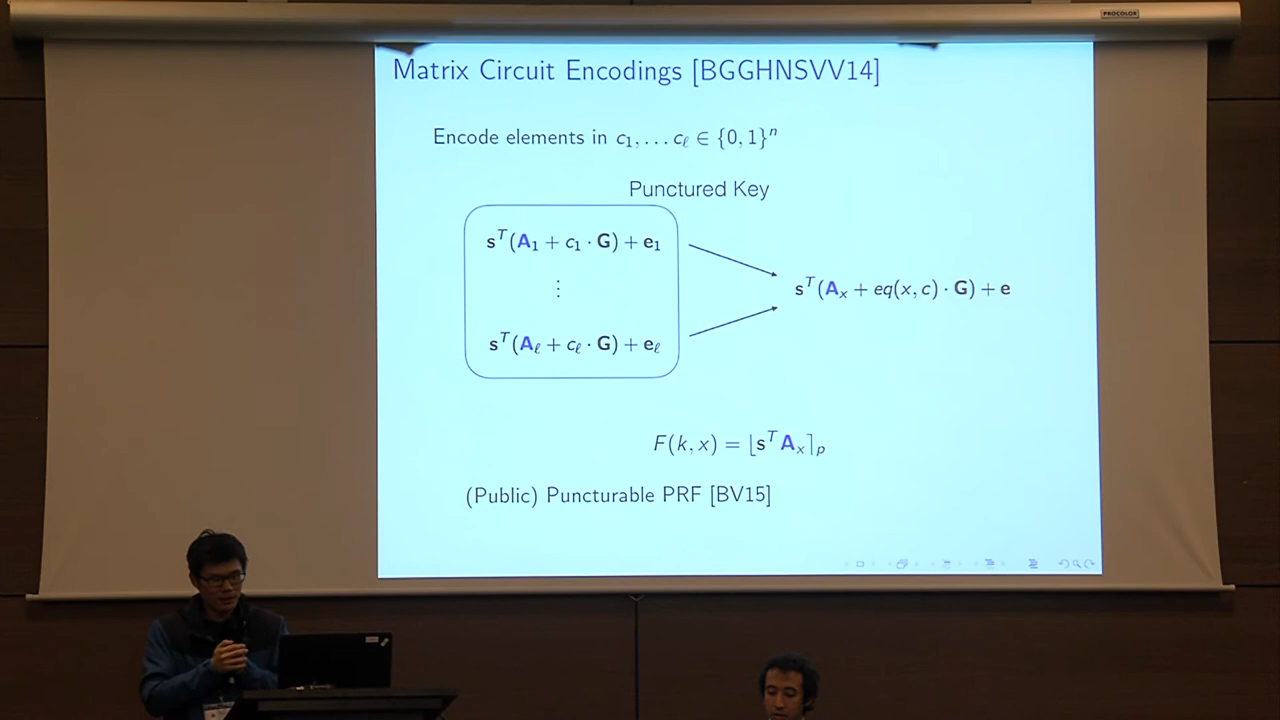 PROCOLOR
Matrix Circuit Encodings [BGGHNSVV14]
Encode elements in c₁, … c_ℓ ∈ {0, 1}ⁿ
Punctured Key
sᵀ(A₁ + c₁ · G) + e₁
⋮
sᵀ(Aₓ + eq(x, c) · G) + e
sᵀ(A_ℓ + c_ℓ · G) + e_ℓ
F(k, x) = ⌊sᵀAₓ⌉ₚ
(Public) Puncturable PRF [BV15]